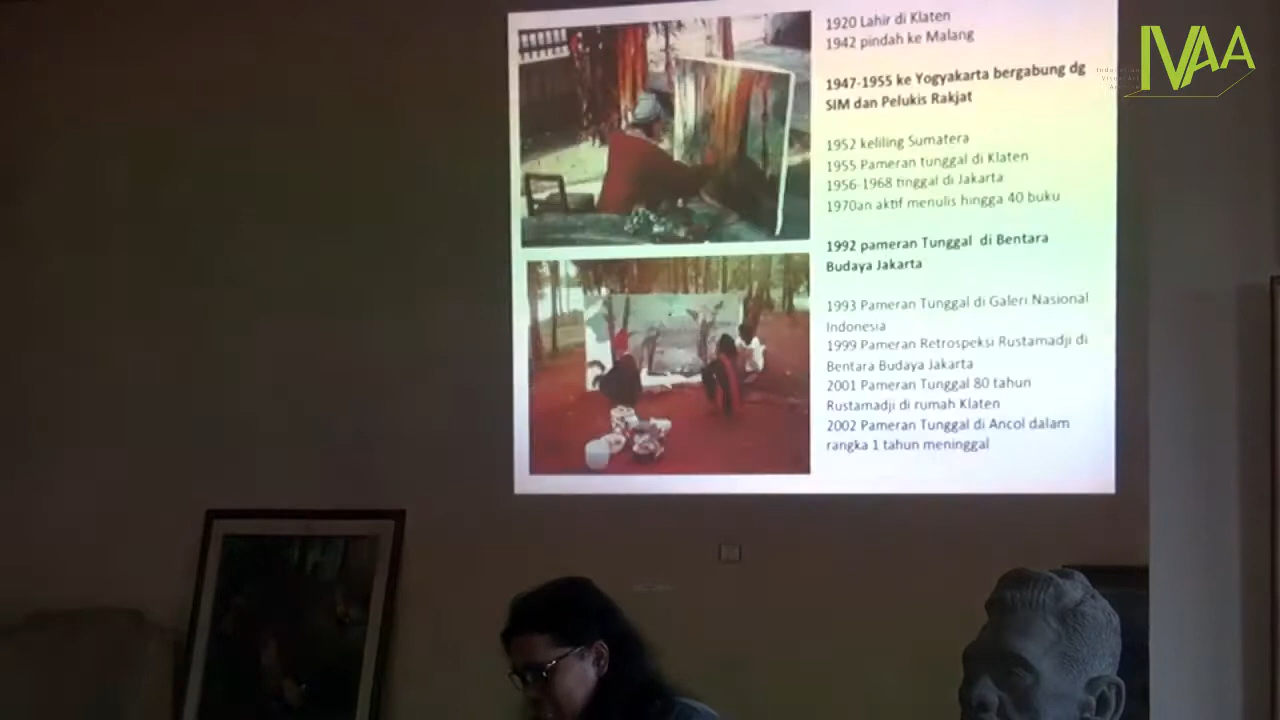 1920 Lahir di Klaten
1942 pindah ke Malang
1947-1955 ke Yogyakarta bergabung dg
SIM dan Pelukis Rakjat
1952 keliling Sumatera
1955 Pameran tunggal di Klaten
1956-1968 tinggal di Jakarta
1970an aktif menulis hingga 40 buku
1992 pameran Tunggal di Bentara
Budaya Jakarta
1993 Pameran Tunggal di Galeri Nasional
Indonesia
1999 Pameran Retrospeksi Rustamadji di
Bentara Budaya Jakarta
2001 Pameran Tunggal 80 tahun
Rustamadji di rumah Klaten
2002 Pameran Tunggal di Ancol dalam
rangka 1 tahun meninggal
IVAA